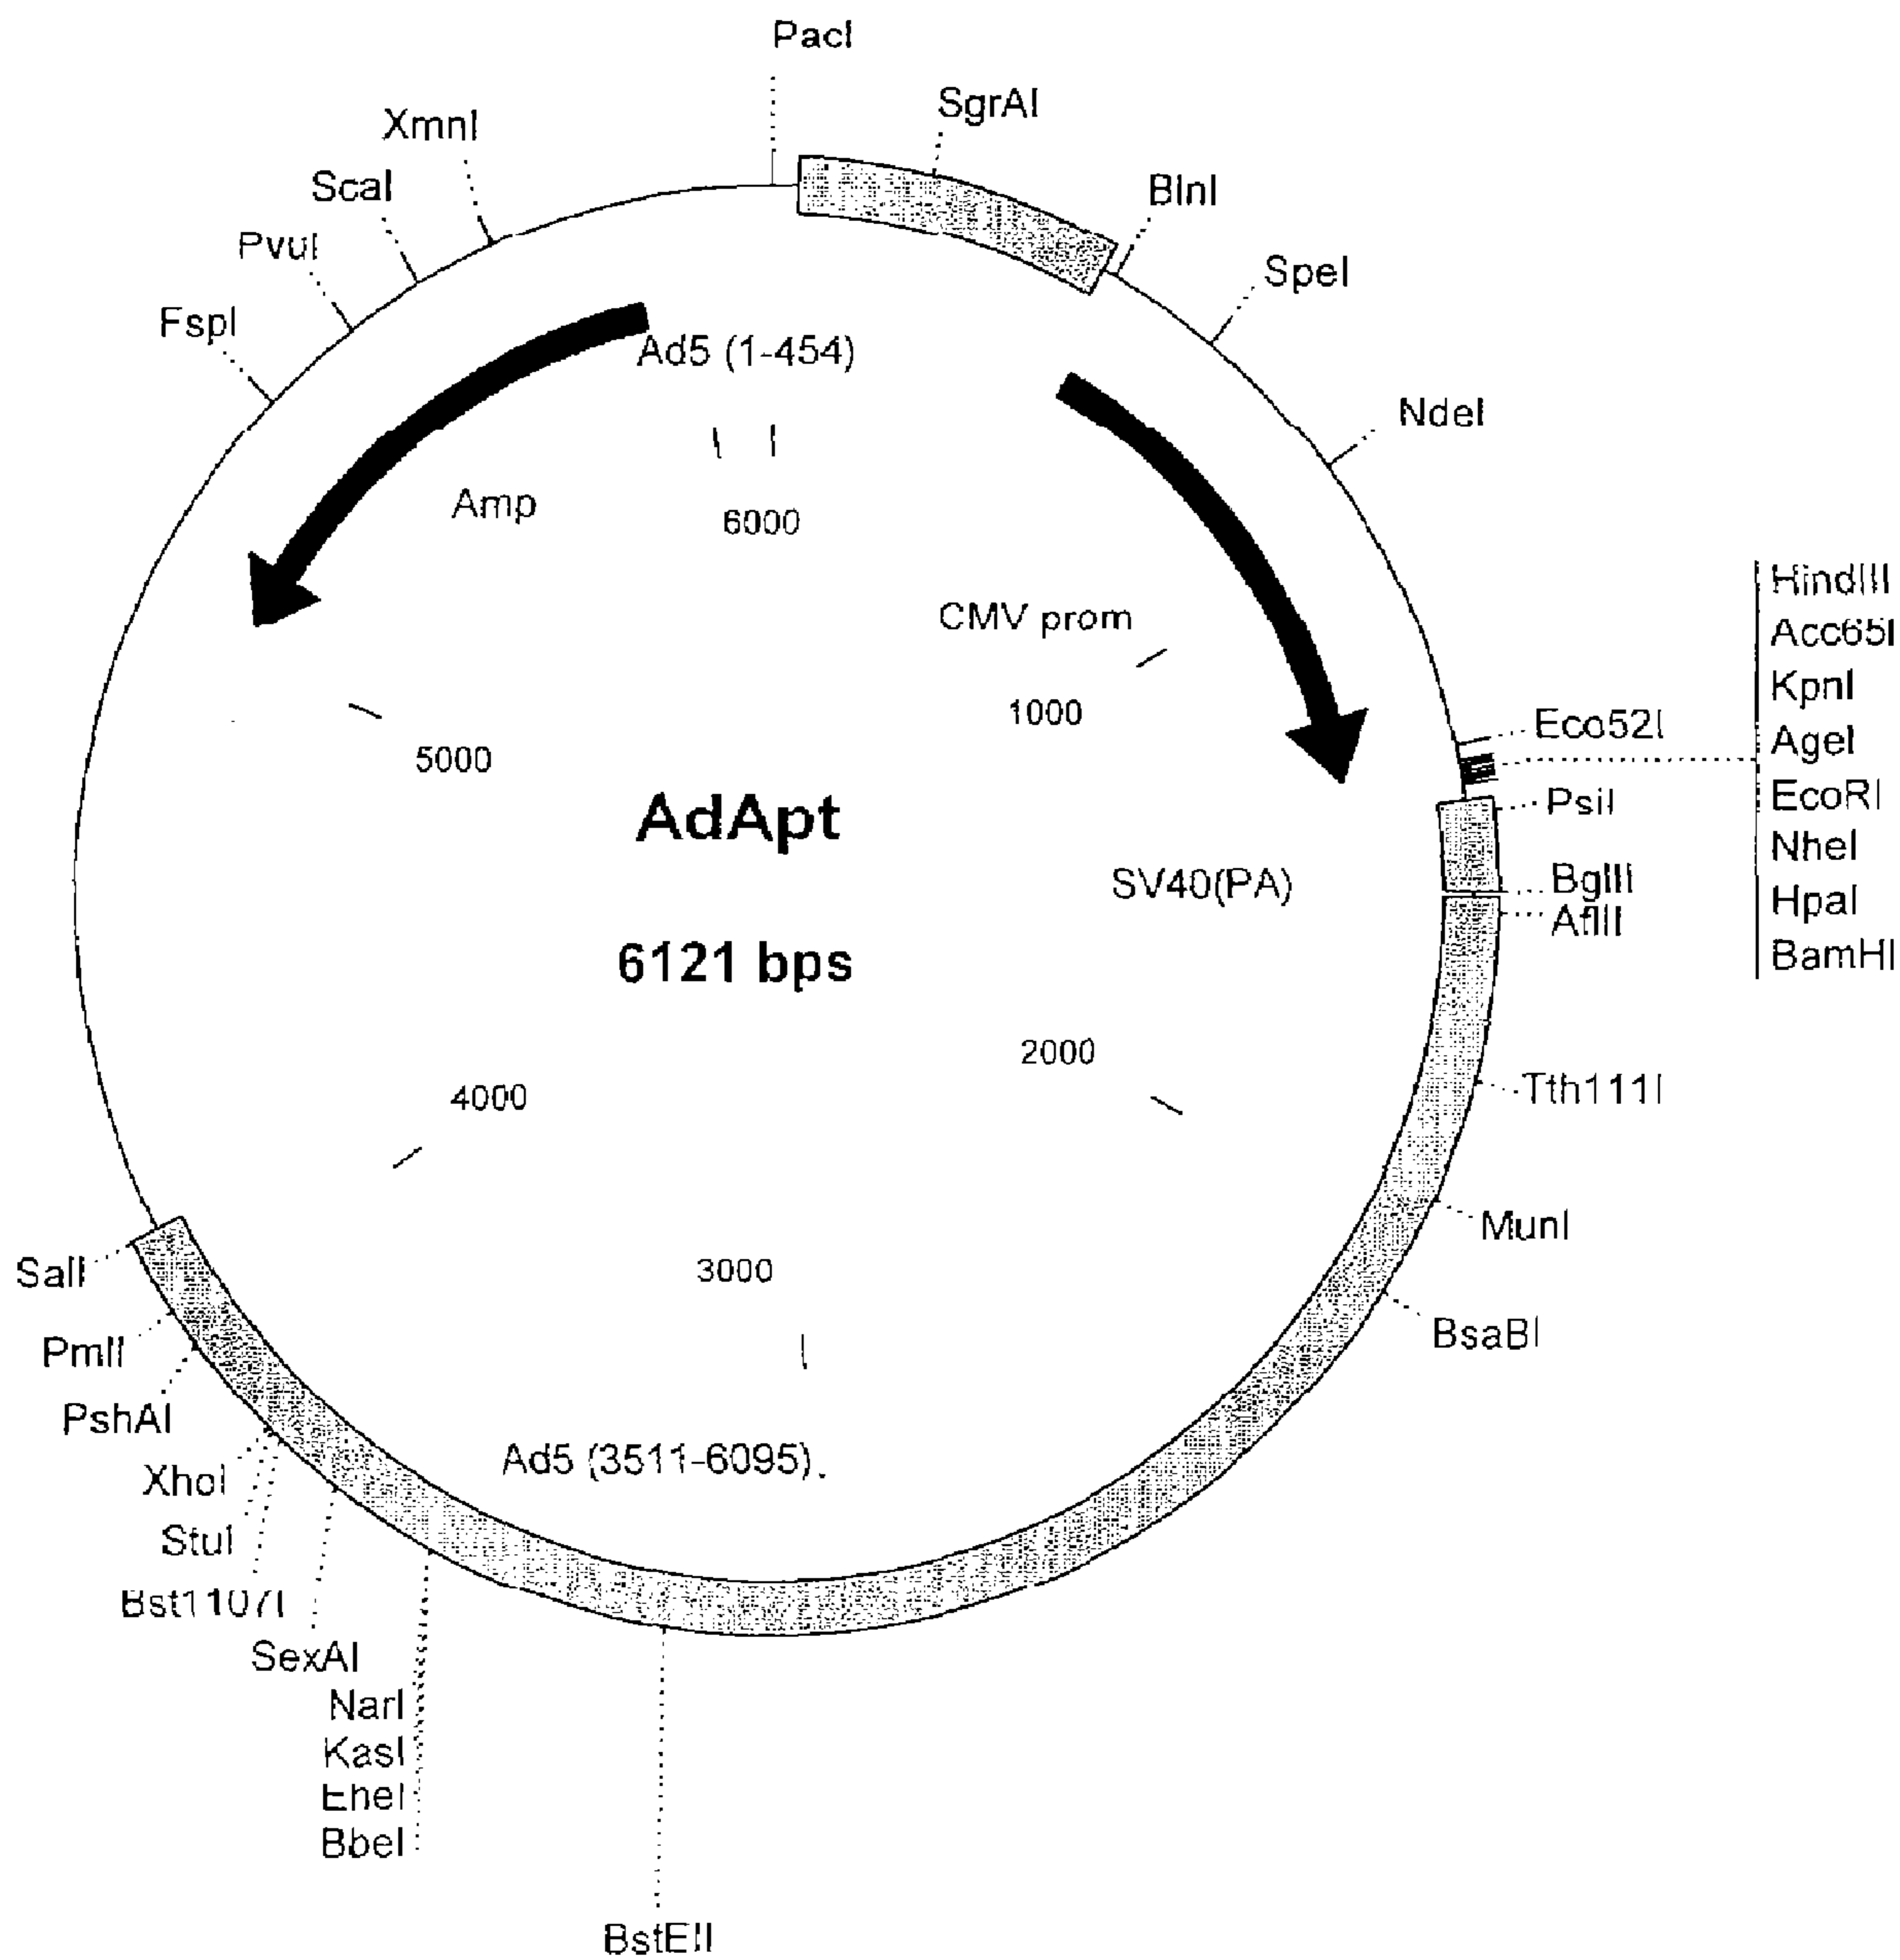 PacI
SgrAI
XmnI
BlnI
ScaI
SpeI
PvuI
FspI
Ad5 (1-454)
NdeI
Amp
6000
HindIII
CMV prom
Acc65I
KpnI
1000
Eco52I
AgeI
5000
EcoRI
PsiI
AdApt
NheI
SV40(PA)
BglII
HpaI
AflII
6121 bps
BamHI
2000
Tth111I
4000
MunI
SalI
3000
BsaBI
PmlI
PshAI
Ad5 (3511-6095)
XhoI
StuI
Bst1107I
SexAI
NarI
KasI
EheI
BbeI
BstEII